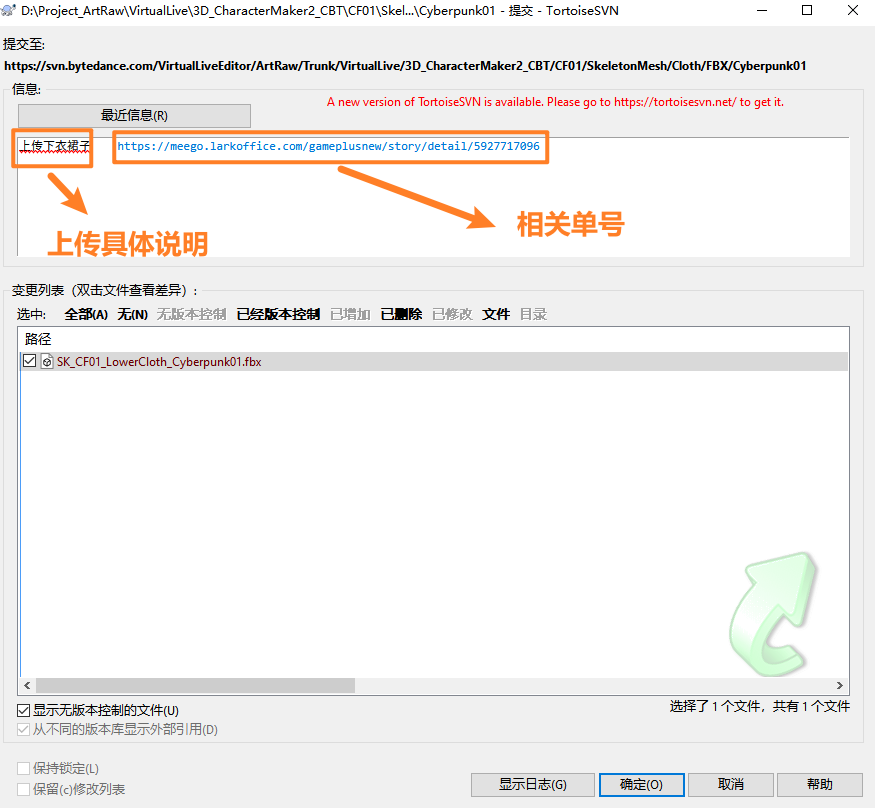 D:\Project_ArtRaw\VirtualLive\3D_CharacterMaker2_CBT\CF01\Skel...\Cyberpunk01 - 提交 - TortoiseSVN
提交至:
https://svn.bytedance.com/VirtualLiveEditor/ArtRaw/Trunk/VirtualLive/3D_CharacterMaker2_CBT/CF01/SkeletonMesh/Cloth/FBX/Cyberpunk01
信息:
最近信息(R)
A new version of TortoiseSVN is available. Please go to https://tortoisesvn.net/ to get it.
上传下衣裙子 https://meego.larkoffice.com/gameplusnew/story/detail/5927717096
上传具体说明
相关单号
变更列表（双击文件查看差异）:
选中: 全部(A) 无(N) 无版本控制 已经版本控制 已增加 已删除 已修改 文件 目录
路径
SK_CF01_LowerCloth_Cyberpunk01.fbx
显示无版本控制的文件(U)
选择了 1 个文件，共有 1 个文件
从不同的版本库显示外部引用(D)
保持锁定(L)
保留(c)修改列表
显示日志(G) 确定(O) 取消 帮助